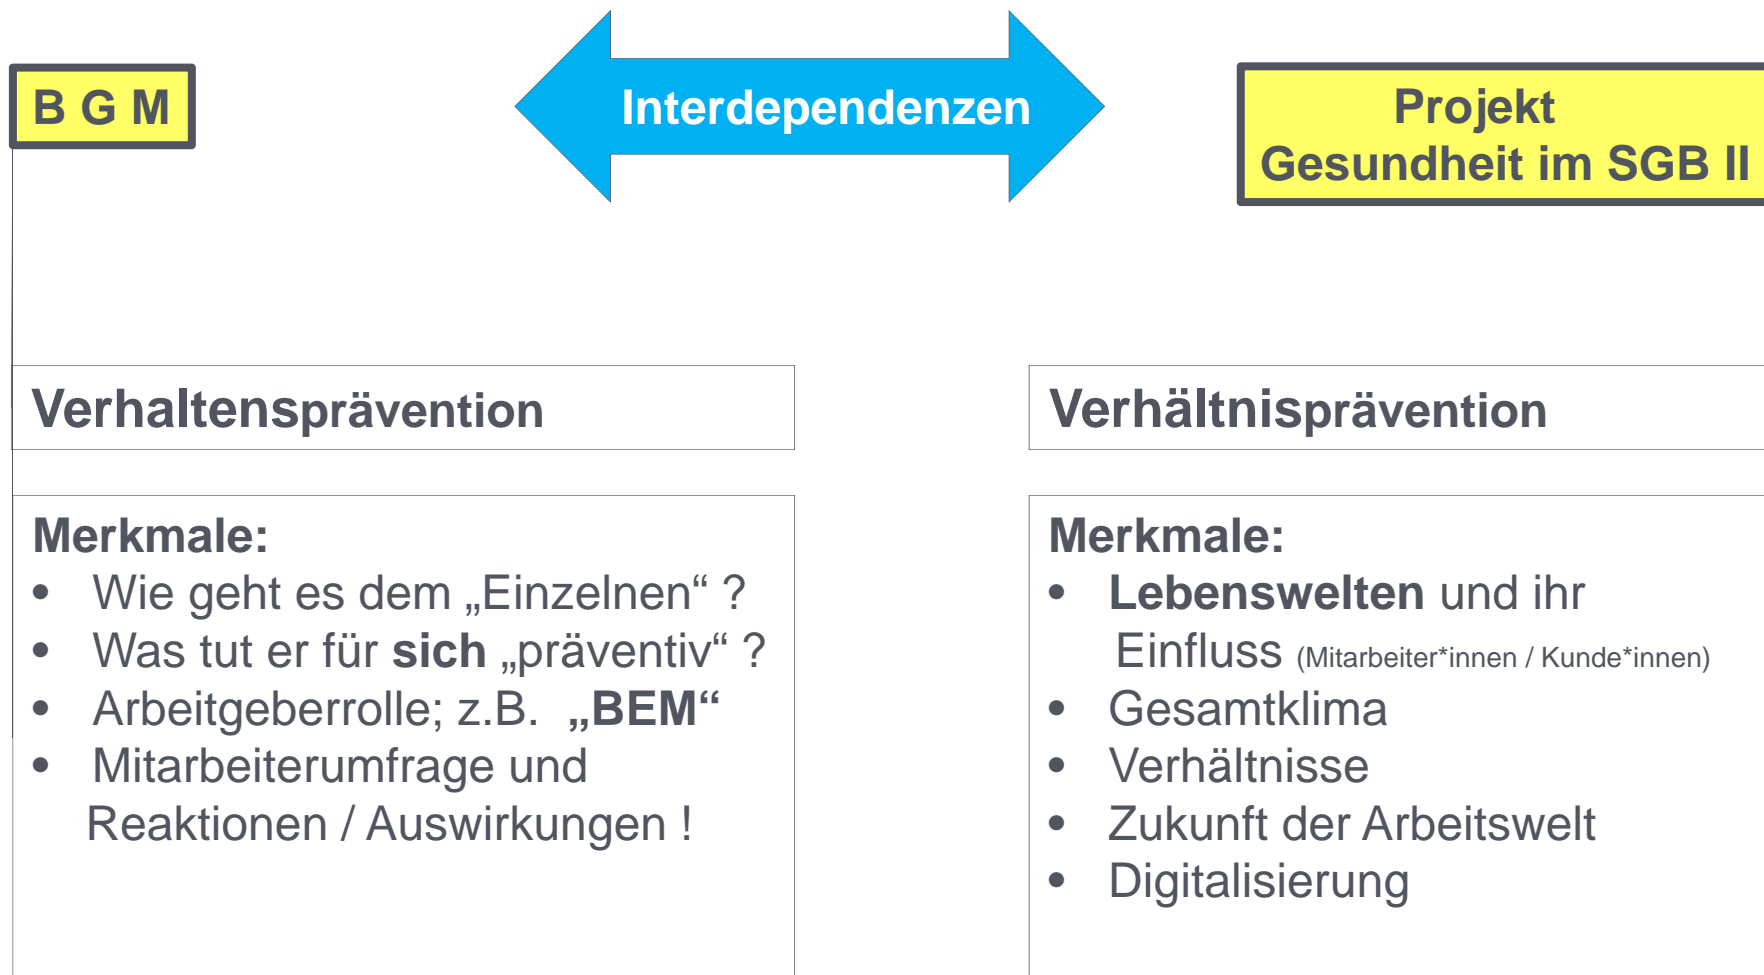 B G M
Interdependenzen
Projekt
Gesundheit im SGB II
Verhaltensprävention
Merkmale:
• Wie geht es dem „Einzelnen“ ?
• Was tut er für sich „präventiv“ ?
• Arbeitgeberrolle; z.B. „BEM“
• Mitarbeiterumfrage und
Reaktionen / Auswirkungen !
Verhältnisprävention
Merkmale:
• Lebenswelten und ihr
Einfluss (Mitarbeiter*innen / Kunde*innen)
• Gesamtklima
• Verhältnisse
• Zukunft der Arbeitswelt
• Digitalisierung